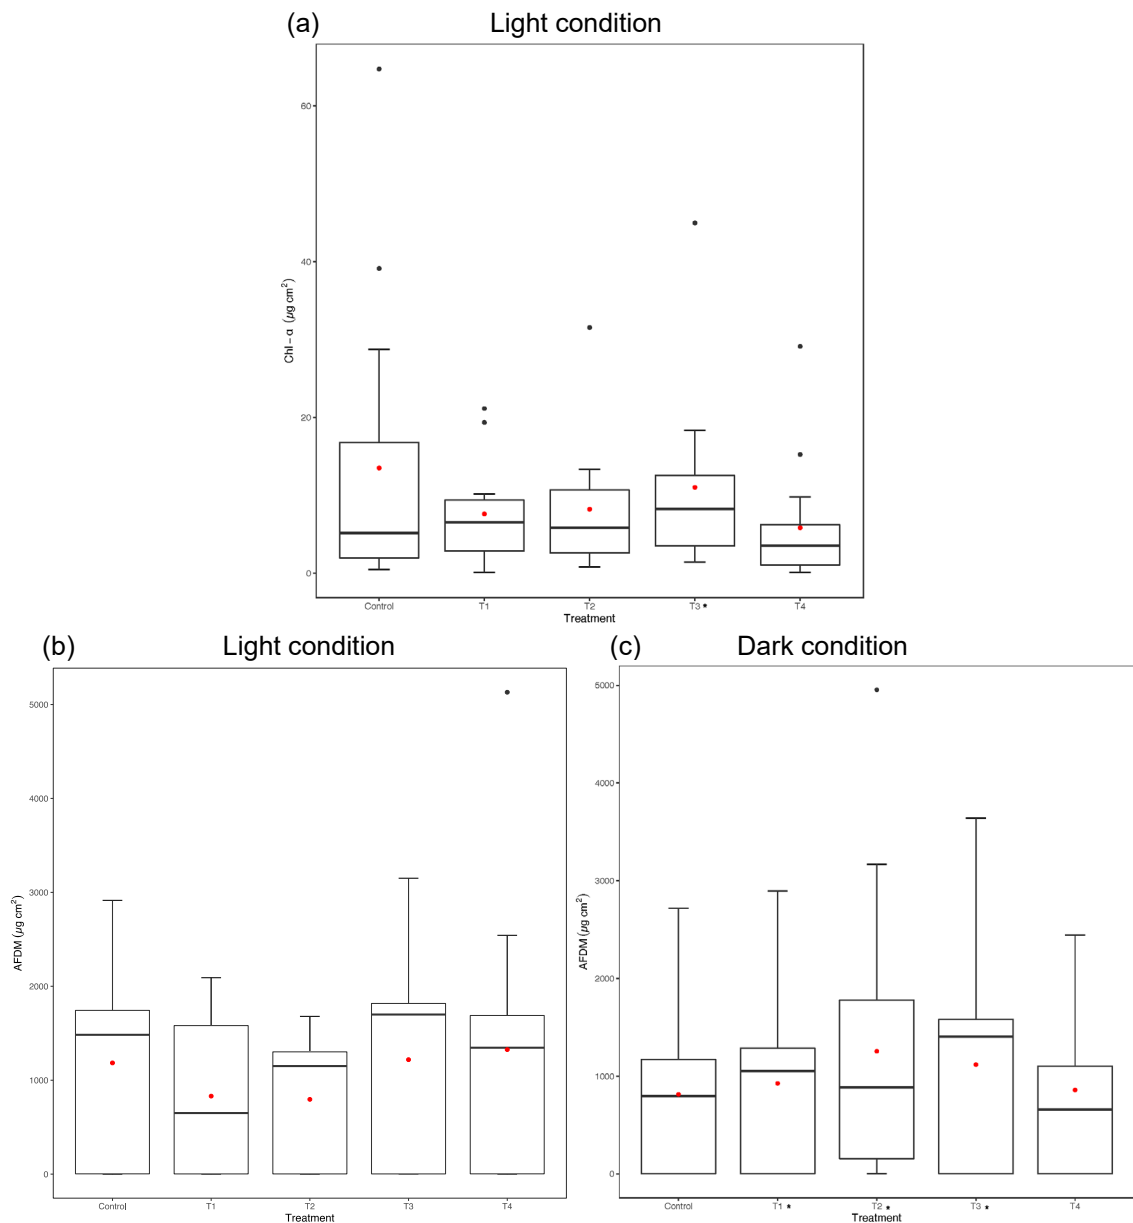 (a) Light condition
60
40
20
0
Chl − α (μg cm²)
Control T1 T2 T3 * T4
Treatment
(b) Light condition
5000
4000
3000
2000
1000
0
AFDM (μg cm²)
Control T1 T2 T3 T4
Treatment
(c) Dark condition
5000
4000
3000
2000
1000
0
AFDM (μg cm²)
Control T1 * T2 * T3 * T4
Treatment